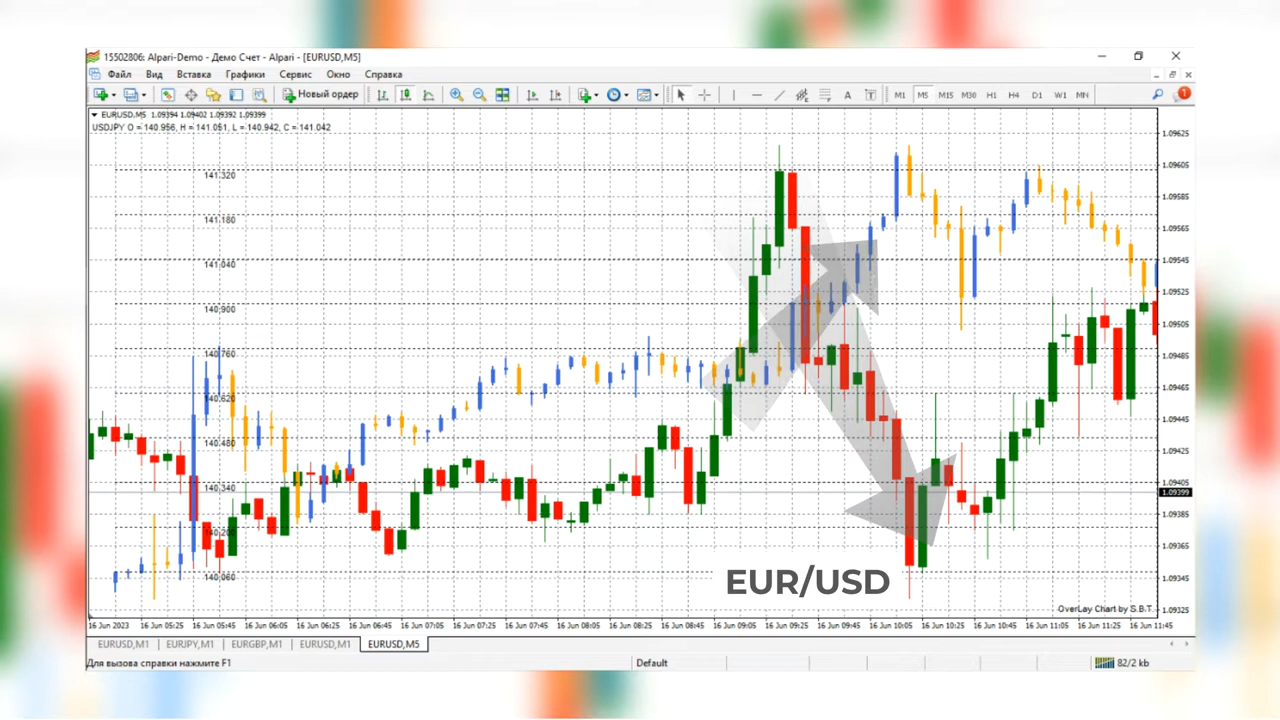 15502806: Alpari-Demo - Демо Счет - Alpari - [EURUSD,M5]
Файл Вид Вставка Графики Сервис Окно Справка
Новый ордер A T M1 M5 M15 M30 H1 H4 D1 W1 MN 1
EURUSD,M5 1.09394 1.09402 1.09392 1.09399
USDJPY O = 140.956, H = 141.051, L = 140.942, C = 141.042
1.09625
1.09605
141.320
1.09585
141.180
1.09565
141.040
1.09545
1.09525
140.900
1.09505
140.760
1.09485
140.620
1.09465
1.09445
140.480
1.09425
140.340
1.09405
1.09399
1.09385
140.200
1.09365
140.060
1.09345
EUR/USD
OverLay Chart by S.B.T.
1.09325
16 Jun 2023 16 Jun 05:25 16 Jun 05:45 16 Jun 06:05 16 Jun 06:25 16 Jun 06:45 16 Jun 07:05 16 Jun 07:25 16 Jun 07:45 16 Jun 08:05 16 Jun 08:25 16 Jun 08:45 16 Jun 09:05 16 Jun 09:25 16 Jun 09:45 16 Jun 10:05 16 Jun 10:25 16 Jun 10:45 16 Jun 11:05 16 Jun 11:25 16 Jun 11:45
EURUSD,M1 EURJPY,M1 EURGBP,M1 EURUSD,M1 EURUSD,M5
Для вызова справки нажмите F1 Default 82/2 kb